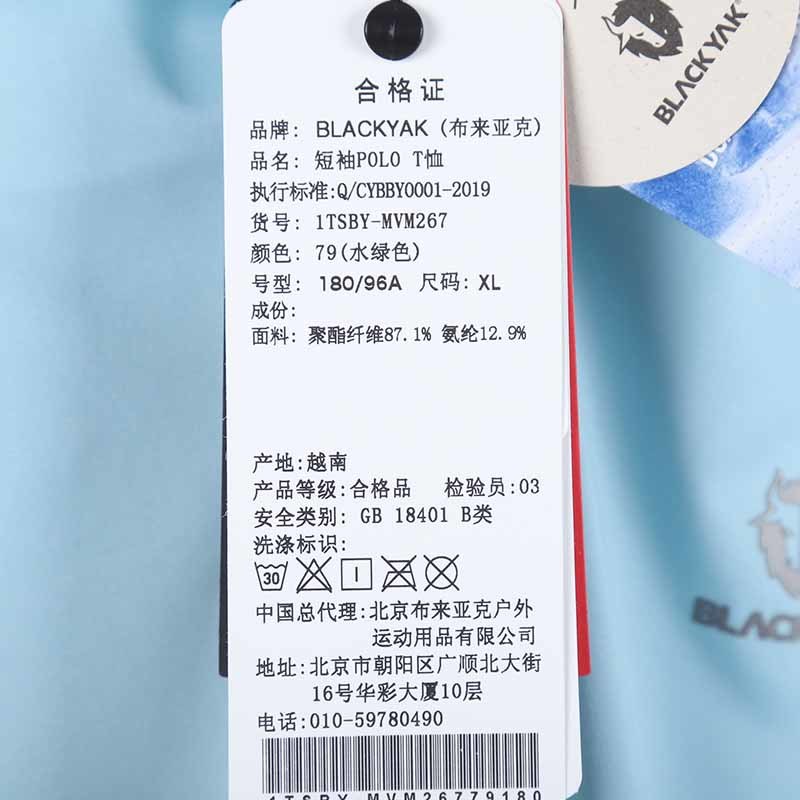 合格证
品牌: BLACKYAK (布来亚克)
品名: 短袖POLO T恤
执行标准:Q/CYBBY0001-2019
货号: 1TSBY-MVM267
颜色: 79(水绿色)
号型: 180/96A 尺码: XL
成份:
面料: 聚酯纤维87.1% 氨纶12.9%
产地:越南
产品等级:合格品 检验员:03
安全类别: GB 18401 B类
洗涤标识:
30
中国总代理:北京布来亚克户外
运动用品有限公司
地址:北京市朝阳区广顺北大街
16号华彩大厦10层
电话:010-59780490
1TSBY-MVM26779180
BLACKYAK
BLACK